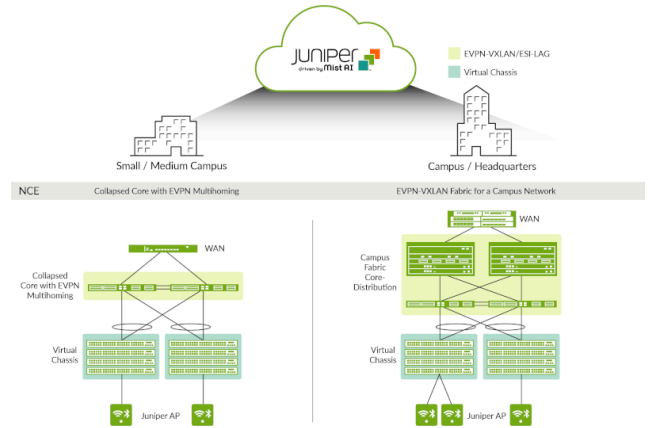 JUNIPER
driven by Mist AI
EVPN-VXLAN/ESI-LAG
Virtual Chassis
Small / Medium Campus
Campus / Headquarters
NCE
Collapsed Core with EVPN Multihoming
EVPN-VXLAN Fabric for a Campus Network
WAN
Collapsed
Core with EVPN
Multihoming
Virtual
Chassis
Juniper AP
WAN
Campus
Fabric
Core-
Distribution
Virtual
Chassis
Juniper AP